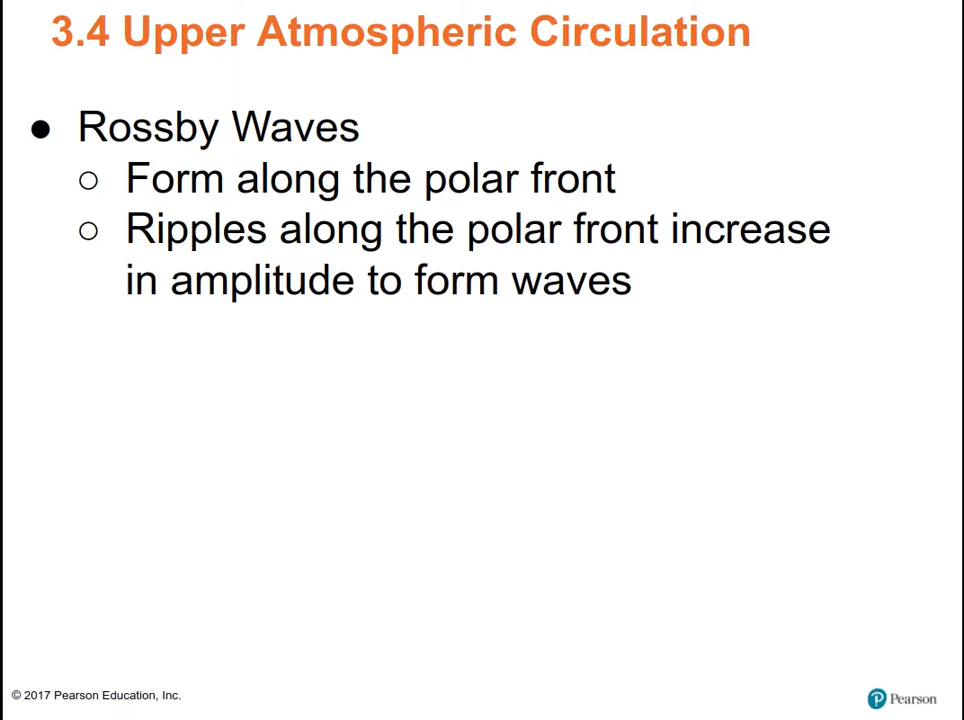 3.4 Upper Atmospheric Circulation
● Rossby Waves
○ Form along the polar front
○ Ripples along the polar front increase
in amplitude to form waves
© 2017 Pearson Education, Inc.
P Pearson